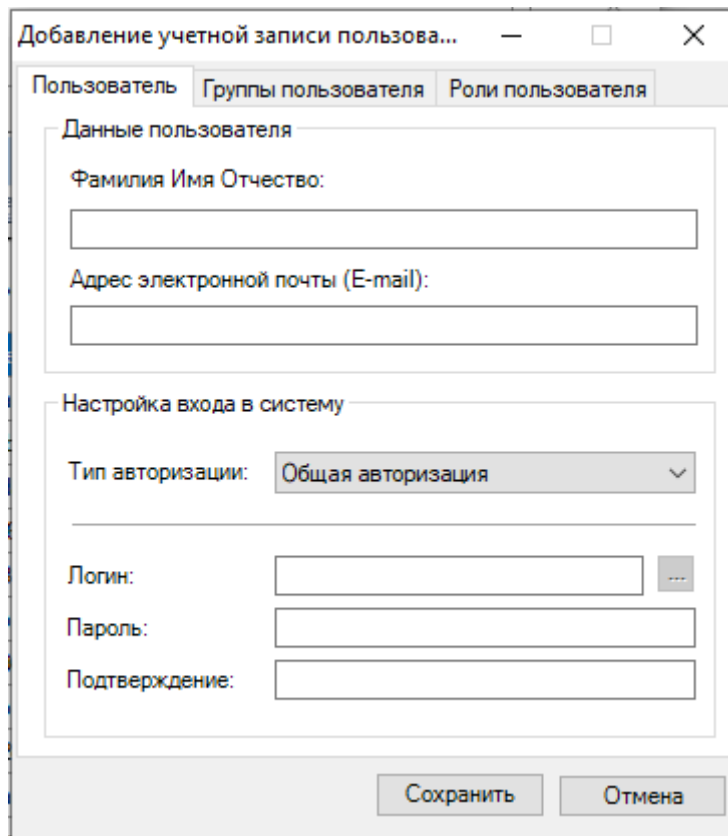 Добавление учетной записи пользова...
Пользователь Группы пользователя Роли пользователя
Данные пользователя
Фамилия Имя Отчество:
Адрес электронной почты (E-mail):
Настройка входа в систему
Тип авторизации: Общая авторизация
Логин: ...
Пароль:
Подтверждение:
Сохранить Отмена